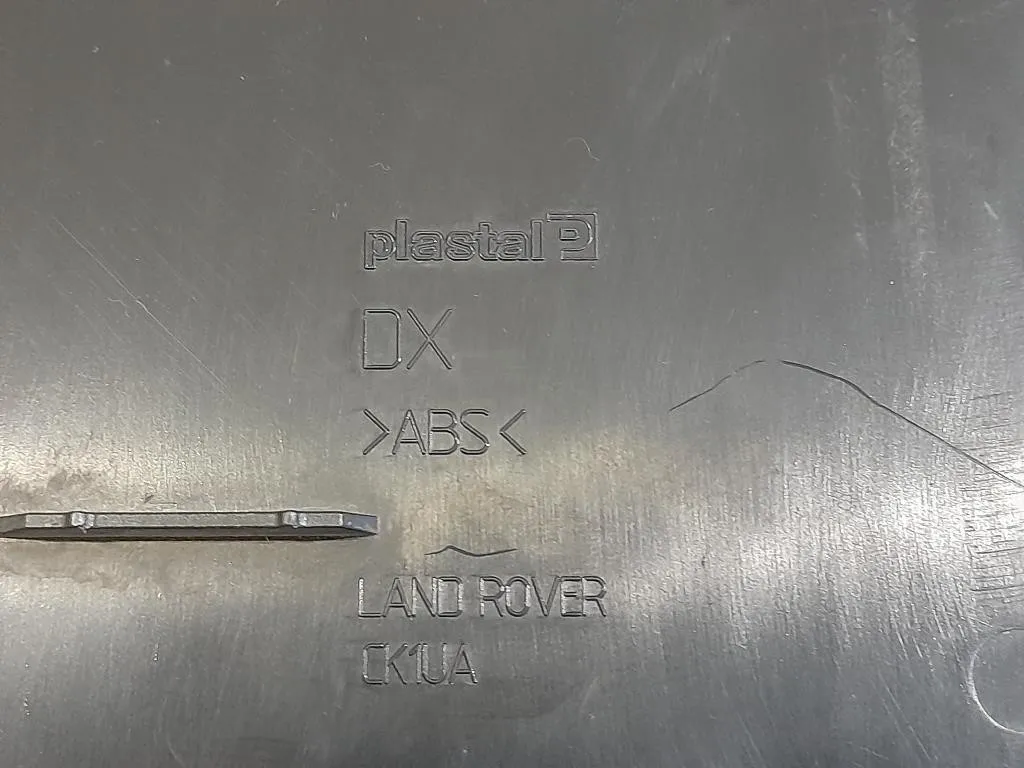 plastal P
DX
>ABS<
LAND ROVER
CK1UA